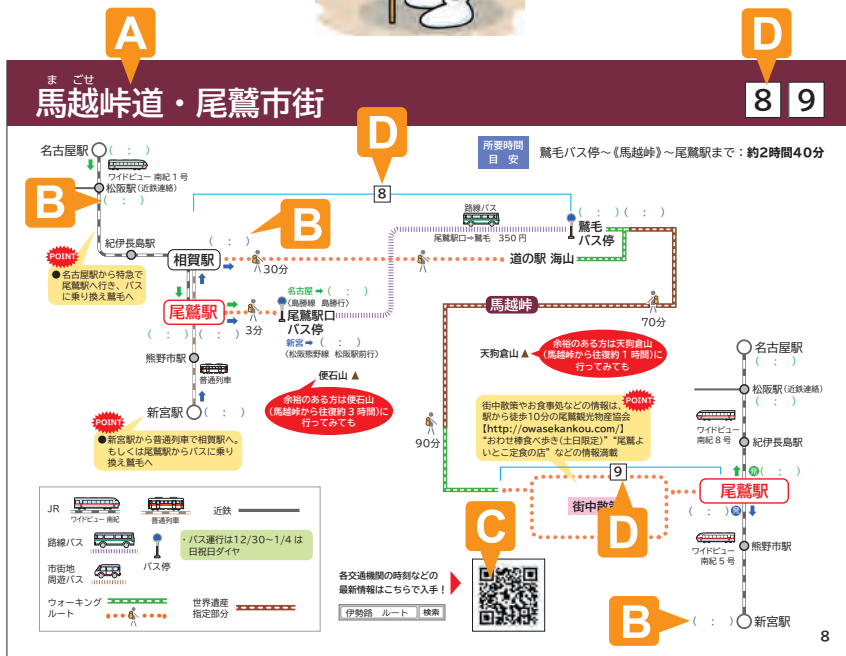 A
D
ま ごせ
馬越峠道・尾鷲市街
8 9
D
所要時間
目 安
鷲毛バス停～《馬越峠》～尾鷲駅まで：約2時間40分
名古屋駅 ( : )
ワイドビュー 南紀1号
松阪駅（近鉄連絡）
( : )
B
紀伊長島駅
POINT
●名古屋駅から特急で
尾鷲駅へ行き、バス
に乗り換え鷲毛へ
8
B
( : )
相賀駅
30分
路線バス
尾鷲駅口⇒鷲毛 350円
( : ) ( : )
鷲毛
バス停
道の駅 海山
尾鷲駅
( : ) ( : )
3分
名古屋➡ ( : )
〈島勝線 島勝行〉
尾鷲駅口
バス停
新宮➡ ( : )
〈松阪熊野線 松阪駅前行〉
馬越峠
70分
熊野市駅
普通列車
新宮駅 ( : )
便石山▲
余裕のある方は便石山
（馬越峠から往復約3時間）に
行ってみても
天狗倉山▲
余裕のある方は天狗倉山
（馬越峠から往復約1時間）に
行ってみても
POINT
●新宮駅から普通列車で相賀駅へ。
もしくは尾鷲駅からバスに乗り
換え鷲毛へ
90分
POINT
街中散策やお食事処などの情報は、
駅から徒歩10分の尾鷲観光物産協会
【http://owasekankou.com/】
“おわせ棒食べ歩き（土日限定）”“尾鷲よ
いとこ定食の店”などの情報満載
名古屋駅
( : )
松阪駅（近鉄連絡）
( : )
ワイドビュー
南紀8号
紀伊長島駅
発 ( : )
尾鷲駅
( : ) 発
9
街中散
D
ワイドビュー
南紀5号
熊野市駅
B
( : ) 新宮駅
JR
ワイドビュー 南紀
普通列車
近鉄
路線バス
バス停
・バス運行は12/30～1/4は
日祝日ダイヤ
市街地
周遊バス
ウォーキング
ルート
世界遺産
指定部分
各交通機関の時刻などの
最新情報はこちらで入手！
伊勢路 ルート 検索
C
8